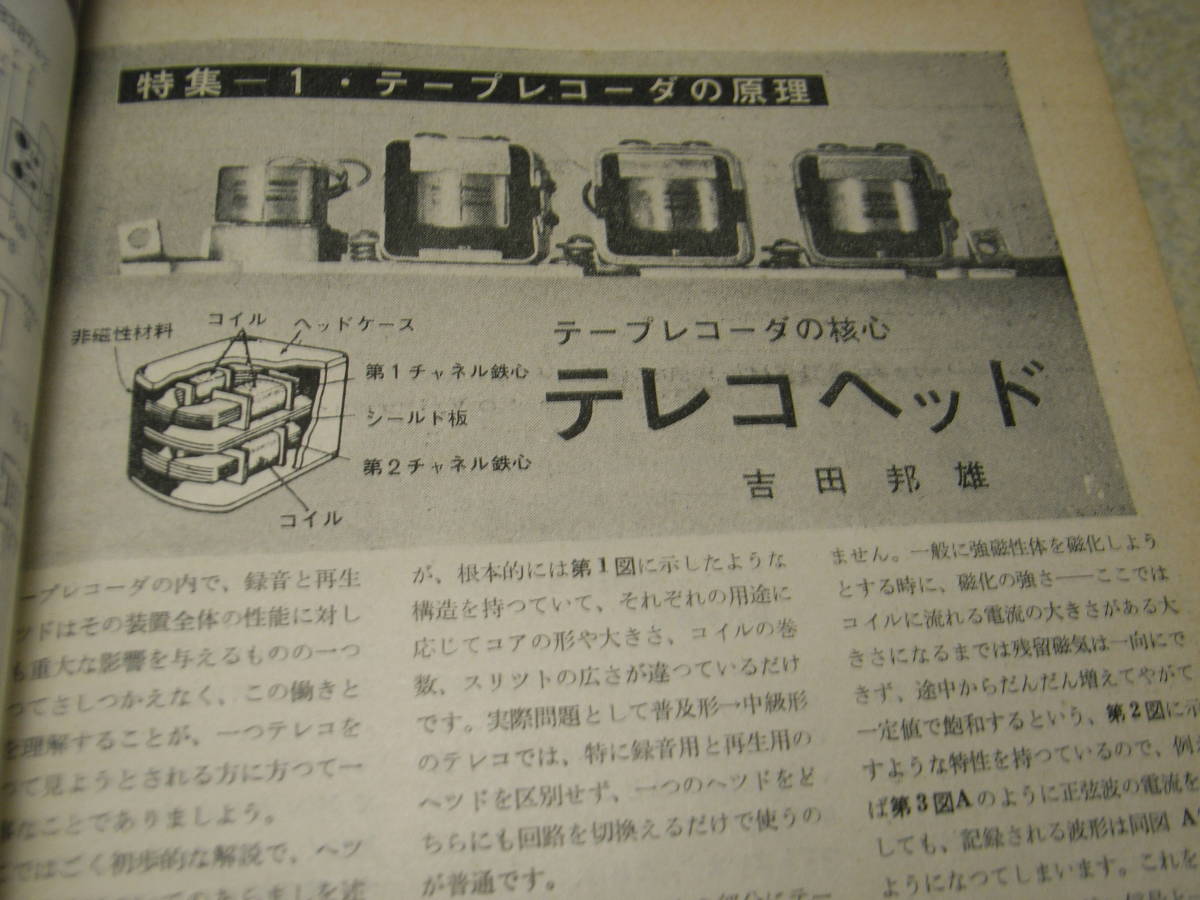 特集－1・テープレコーダの原理
非磁性材料
コイル
ヘッドケース
第1チャネル鉄心
シールド板
第2チャネル鉄心
コイル
テープレコーダの核心
テレコヘッド
吉田邦雄
ープレコーダの内で、録音と再生
ッドはその装置全体の性能に対し
も重大な影響を与えるものの一つ
つてさしつかえなく、この働きと
を理解することが、一つテレコを
つて見ようとされる方に方つて一
なことでありましよう。
こではごく初歩的な解説で、ヘツ
が、根本的には第1図に示したような
構造を持つていて、それぞれの用途に
応じてコアの形や大きさ、コイルの巻
数、スリツトの広さが違つているだけ
です。実際問題として普及形→中級形
のテレコでは、特に録音用と再生用の
ヘツドを区別せず、一つのヘツドをど
ちらにも回路を切換えるだけで使うの
が普通です。
ません。一般に強磁性体を磁化しよう
とする時に、磁化の強さ――ここでは
コイルに流れる電流の大きさがある大
きさになるまでは残留磁気は一向にで
きず、途中からだんだん増えてやがて
一定値で飽和するという、第2図に示
すような特性を持つているので、例え
ば第3図Aのように正弦波の電流を
しても、記録される波形は同図A
ようになつてしまいます。これを